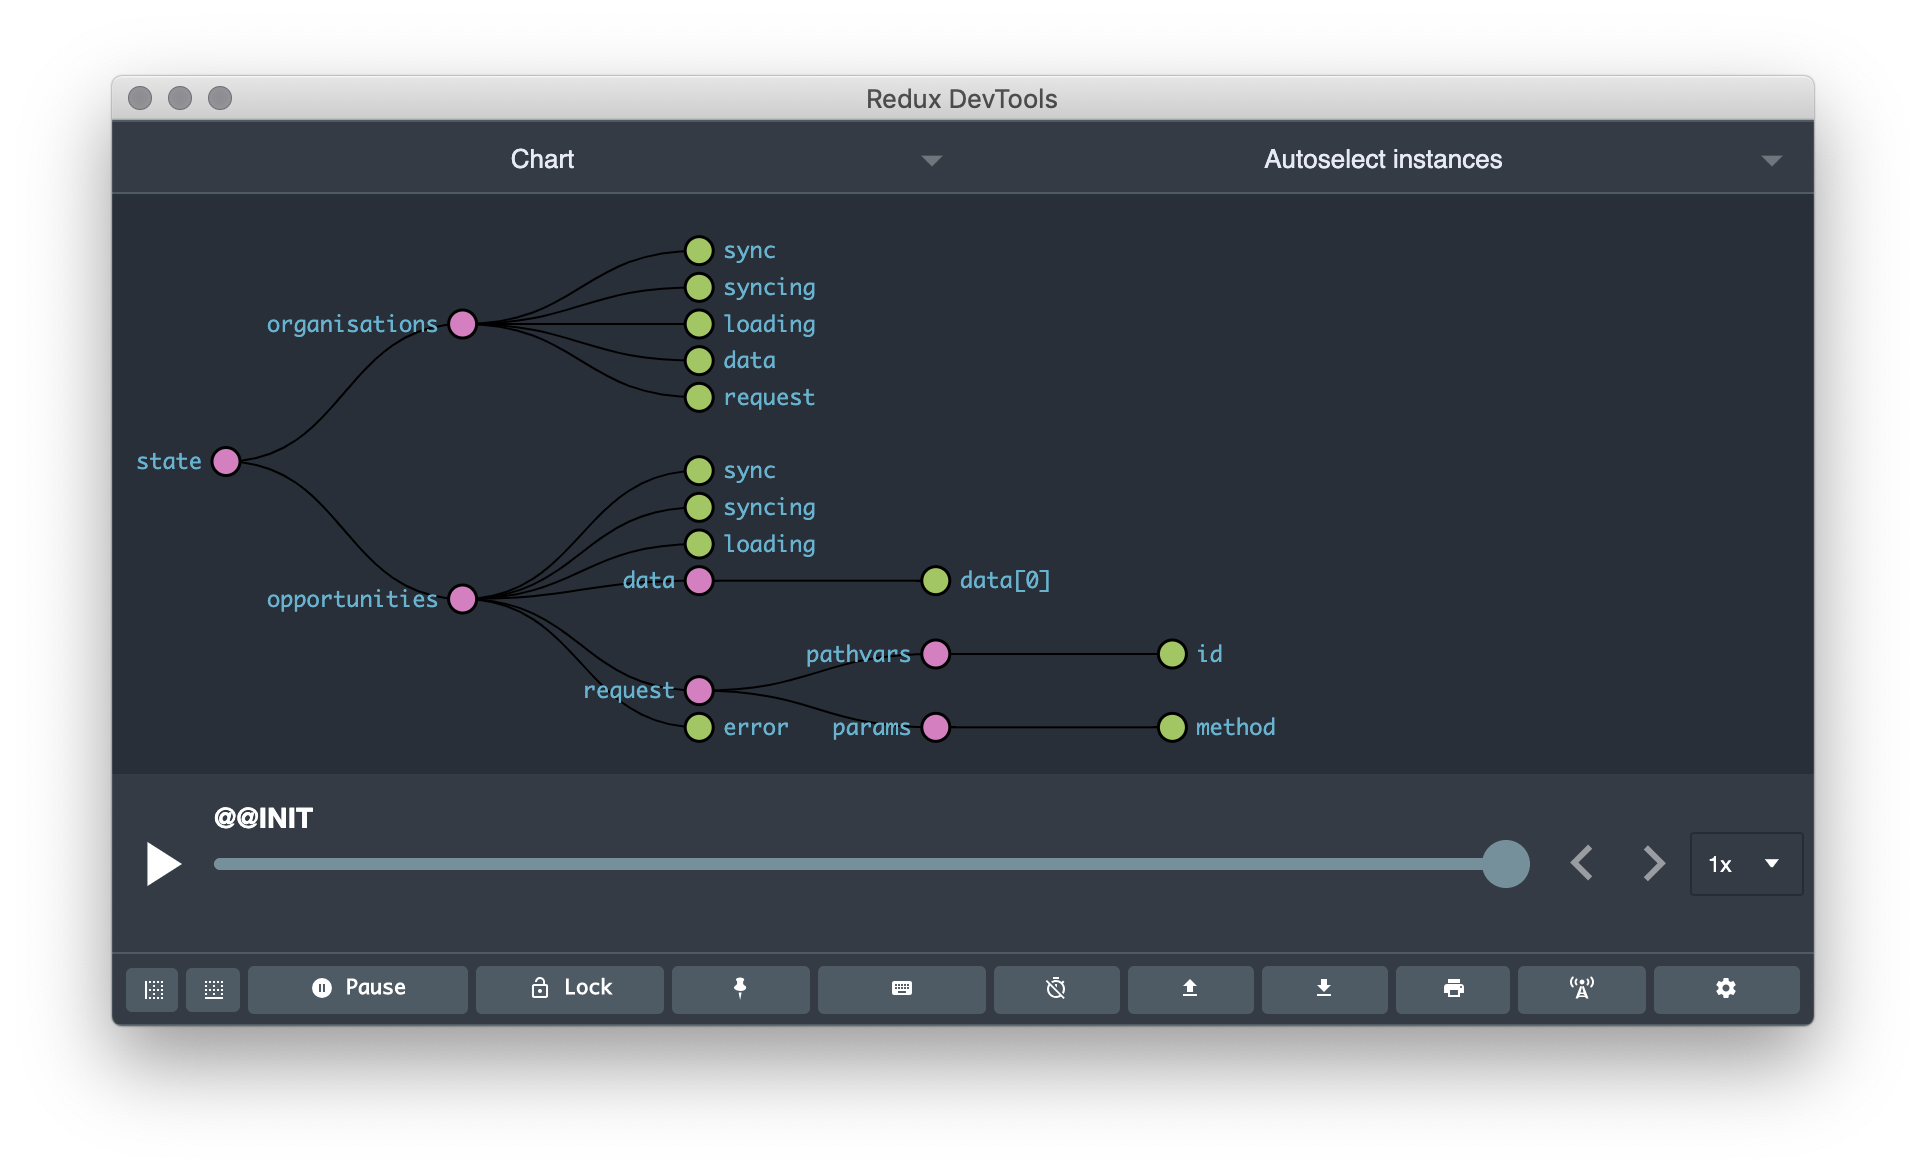 Redux DevTools
Chart
Autoselect instances
sync
syncing
organisations
loading
data
request
state
sync
syncing
loading
data
data[0]
opportunities
pathvars
id
request
error
params
method
@@INIT
1x
Pause
Lock